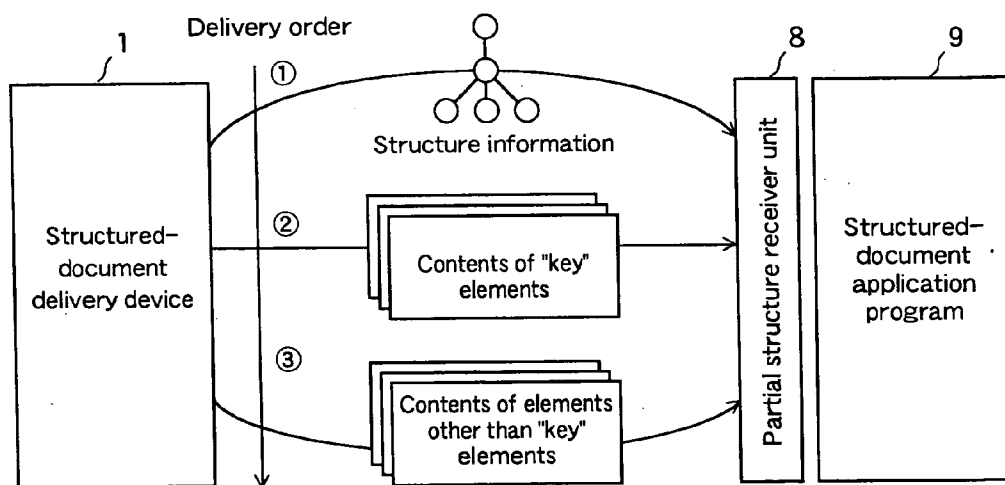 Delivery order
1
8
9
①
Structure information
②
Contents of "key"
elements
③
Contents of elements
other than "key"
elements
Structured-
document
delivery device
Partial structure receiver unit
Structured-
document
application
program